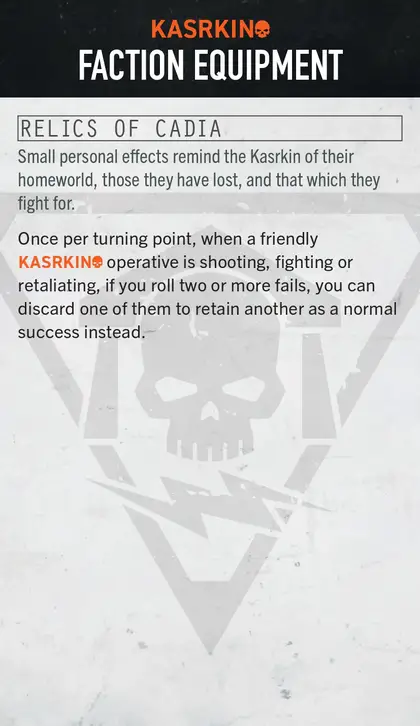 KASRKIN
FACTION EQUIPMENT
RELICS OF CADIA
Small personal effects remind the Kasrkin of their
homeworld, those they have lost, and that which they
fight for.
Once per turning point, when a friendly
KASRKIN operative is shooting, fighting or
retaliating, if you roll two or more fails, you can
discard one of them to retain another as a normal
success instead.